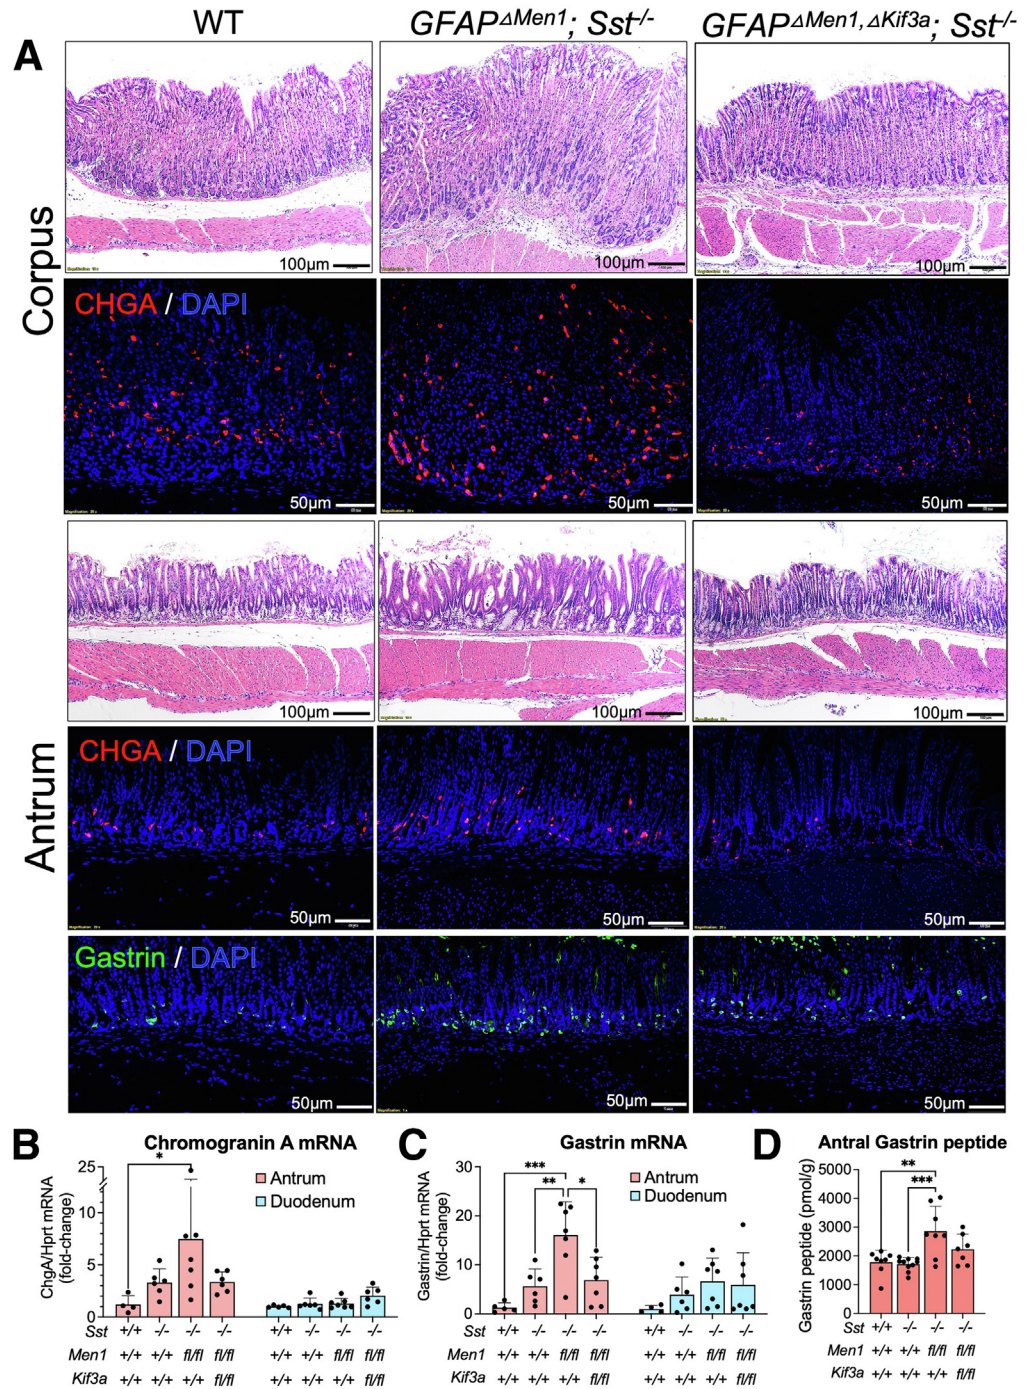 WT
GFAP^ΔMen1; Sst^-/-
GFAP^ΔMen1, ΔKif3a; Sst^-/-
A
Corpus
100µm
100µm
100µm
CHGA / DAPI
50µm
50µm
50µm
Antrum
100µm
100µm
100µm
CHGA / DAPI
50µm
50µm
50µm
Gastrin / DAPI
50µm
50µm
50µm
B
Chromogranin A mRNA
ChgA/Hprt mRNA
(fold-change)
25
10
5
0
*
Antrum
Duodenum
Sst +/+ -/- -/- -/- +/+ -/- -/- -/-
Men1 +/+ +/+ fl/fl fl/fl +/+ +/+ fl/fl fl/fl
Kif3a +/+ +/+ +/+ fl/fl +/+ +/+ +/+ fl/fl
C
Gastrin mRNA
Gastrin/Hprt mRNA
(fold-change)
30
20
10
0
***
** *
Antrum
Duodenum
+/+ -/- -/- -/- +/+ -/- -/- -/-
Men1 +/+ +/+ fl/fl fl/fl +/+ +/+ fl/fl fl/fl
Kif3a +/+ +/+ +/+ fl/fl +/+ +/+ +/+ fl/fl
D
Antral Gastrin peptide
Gastrin peptide (pmol/g)
5000
4000
3000
2000
1000
0
**
***
Sst +/+ -/- -/- -/-
Men1 +/+ +/+ fl/fl fl/fl
Kif3a +/+ +/+ +/+ fl/fl